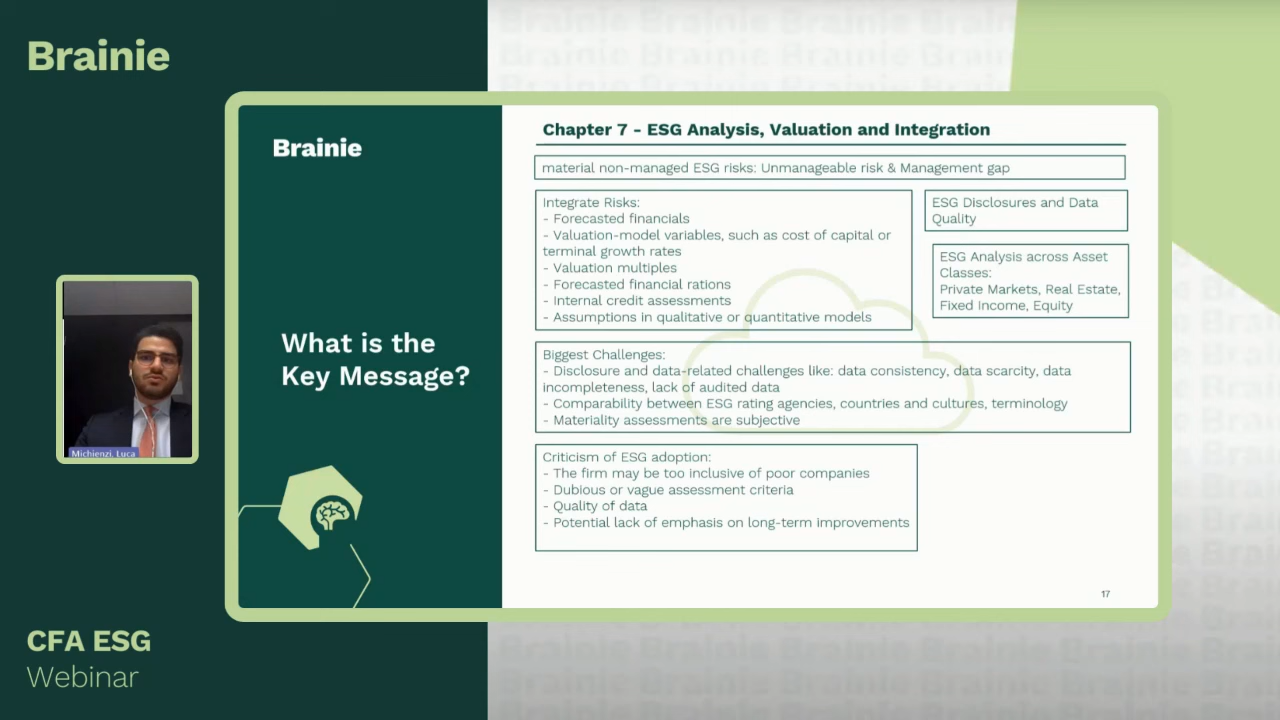 Brainie
Brainie
Chapter 7 - ESG Analysis, Valuation and Integration
material non-managed ESG risks: Unmanageable risk & Management gap
Integrate Risks:
- Forecasted financials
- Valuation-model variables, such as cost of capital or
terminal growth rates
- Valuation multiples
- Forecasted financial rations
- Internal credit assessments
- Assumptions in qualitative or quantitative models
ESG Disclosures and Data
Quality
ESG Analysis across Asset
Classes:
Private Markets, Real Estate,
Fixed Income, Equity
What is the
Key Message?
Biggest Challenges:
- Disclosure and data-related challenges like: data consistency, data scarcity, data
incompleteness, lack of audited data
- Comparability between ESG rating agencies, countries and cultures, terminology
- Materiality assessments are subjective
Criticism of ESG adoption:
- The firm may be too inclusive of poor companies
- Dubious or vague assessment criteria
- Quality of data
- Potential lack of emphasis on long-term improvements
17
Michienzi, Luca
CFA ESG
Webinar